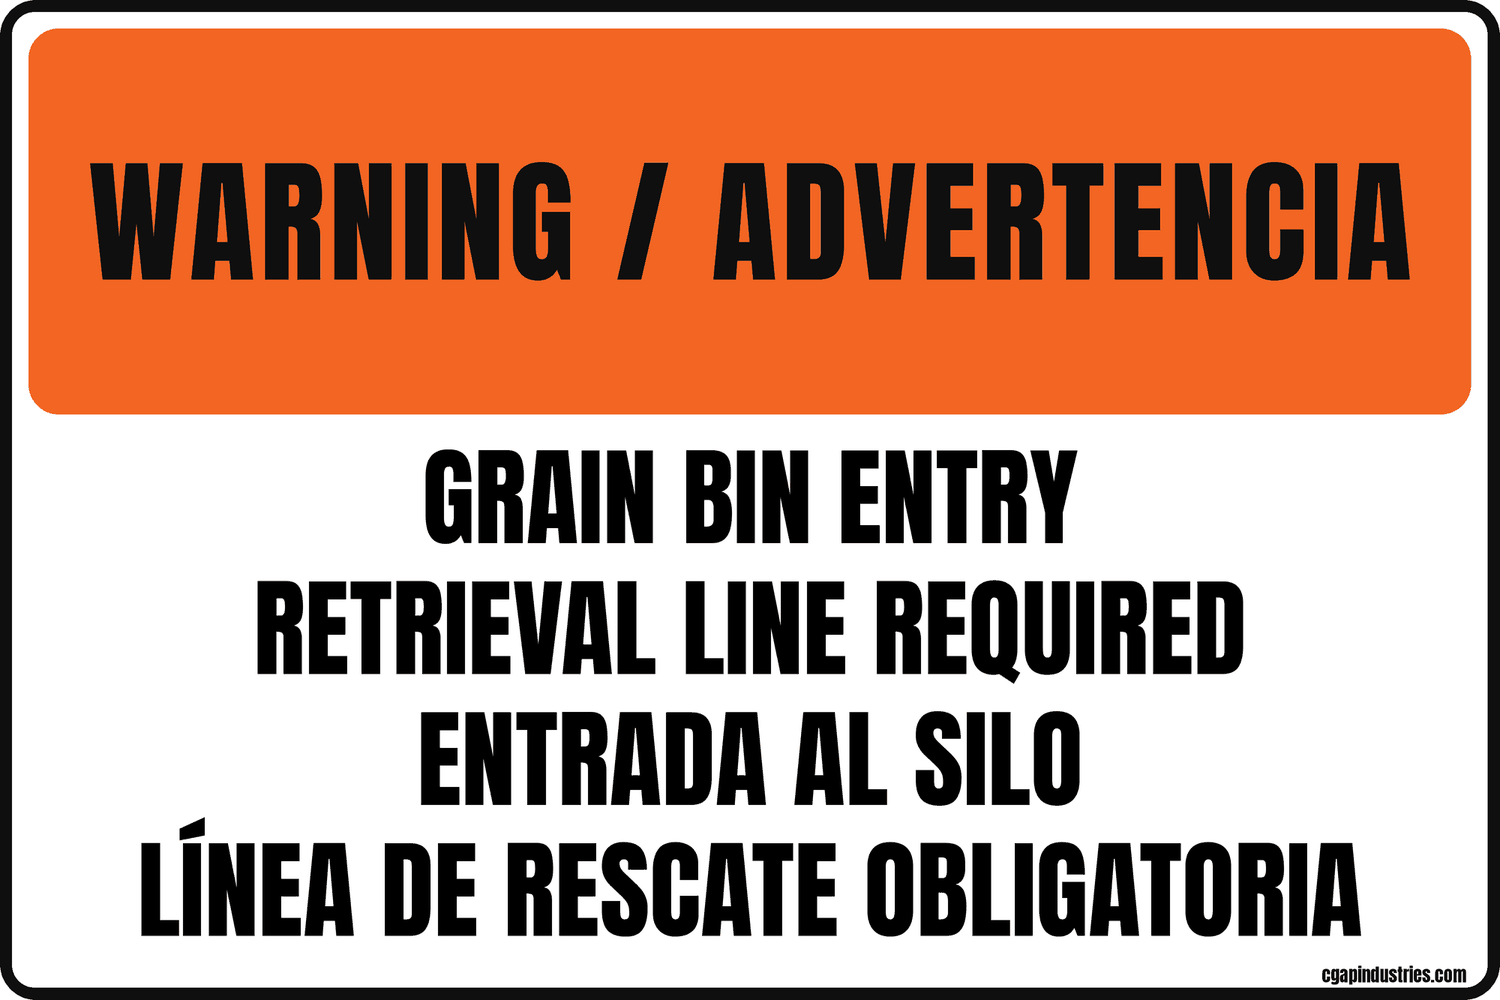 WARNING / ADVERTENCIA
GRAIN BIN ENTRY
RETRIEVAL LINE REQUIRED
ENTRADA AL SILO
LÍNEA DE RESCATE OBLIGATORIA
cgapindustries.com